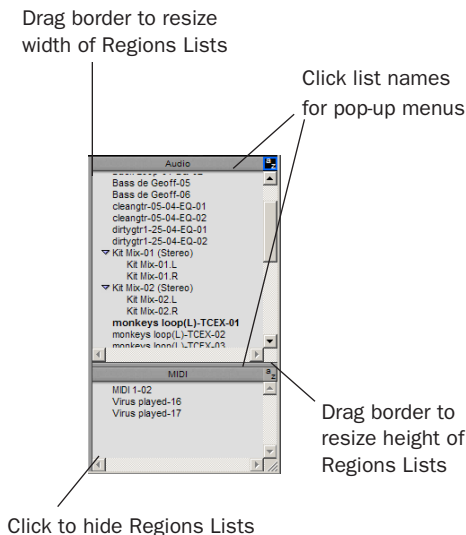 Drag border to resize
width of Regions Lists
Click list names
for pop-up menus
Audio
a z
Bass de Geoff-05
Bass de Geoff-06
cleangtr-05-04-EQ-01
cleangtr-05-04-EQ-02
dirtygtr1-25-04-EQ-01
dirtygtr1-25-04-EQ-02
Kit Mix-01 (Stereo)
Kit Mix-01.L
Kit Mix-01.R
Kit Mix-02 (Stereo)
Kit Mix-02.L
Kit Mix-02.R
monkeys loop(L)-TCEX-01
monkeys loop(L)-TCEX-02
monkeys loop(L)-TCEX-03
MIDI
a z
MIDI 1-02
Virus played-16
Virus played-17
Drag border to
resize height of
Regions Lists
Click to hide Regions Lists